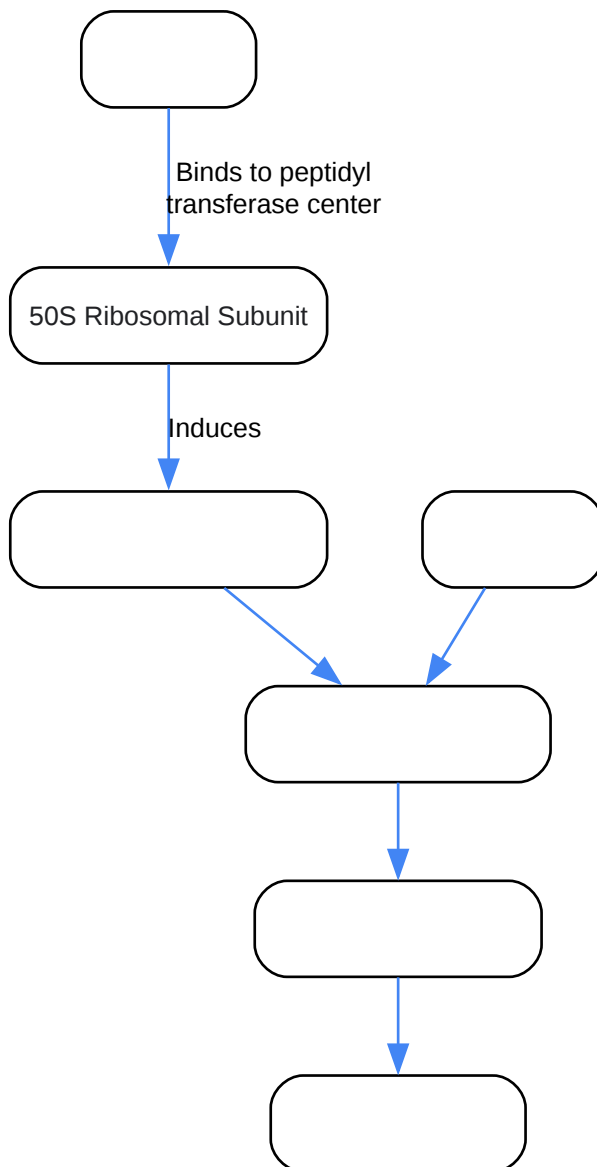 Binds to peptidyl
transferase center
50S Ribosomal Subunit
Induces